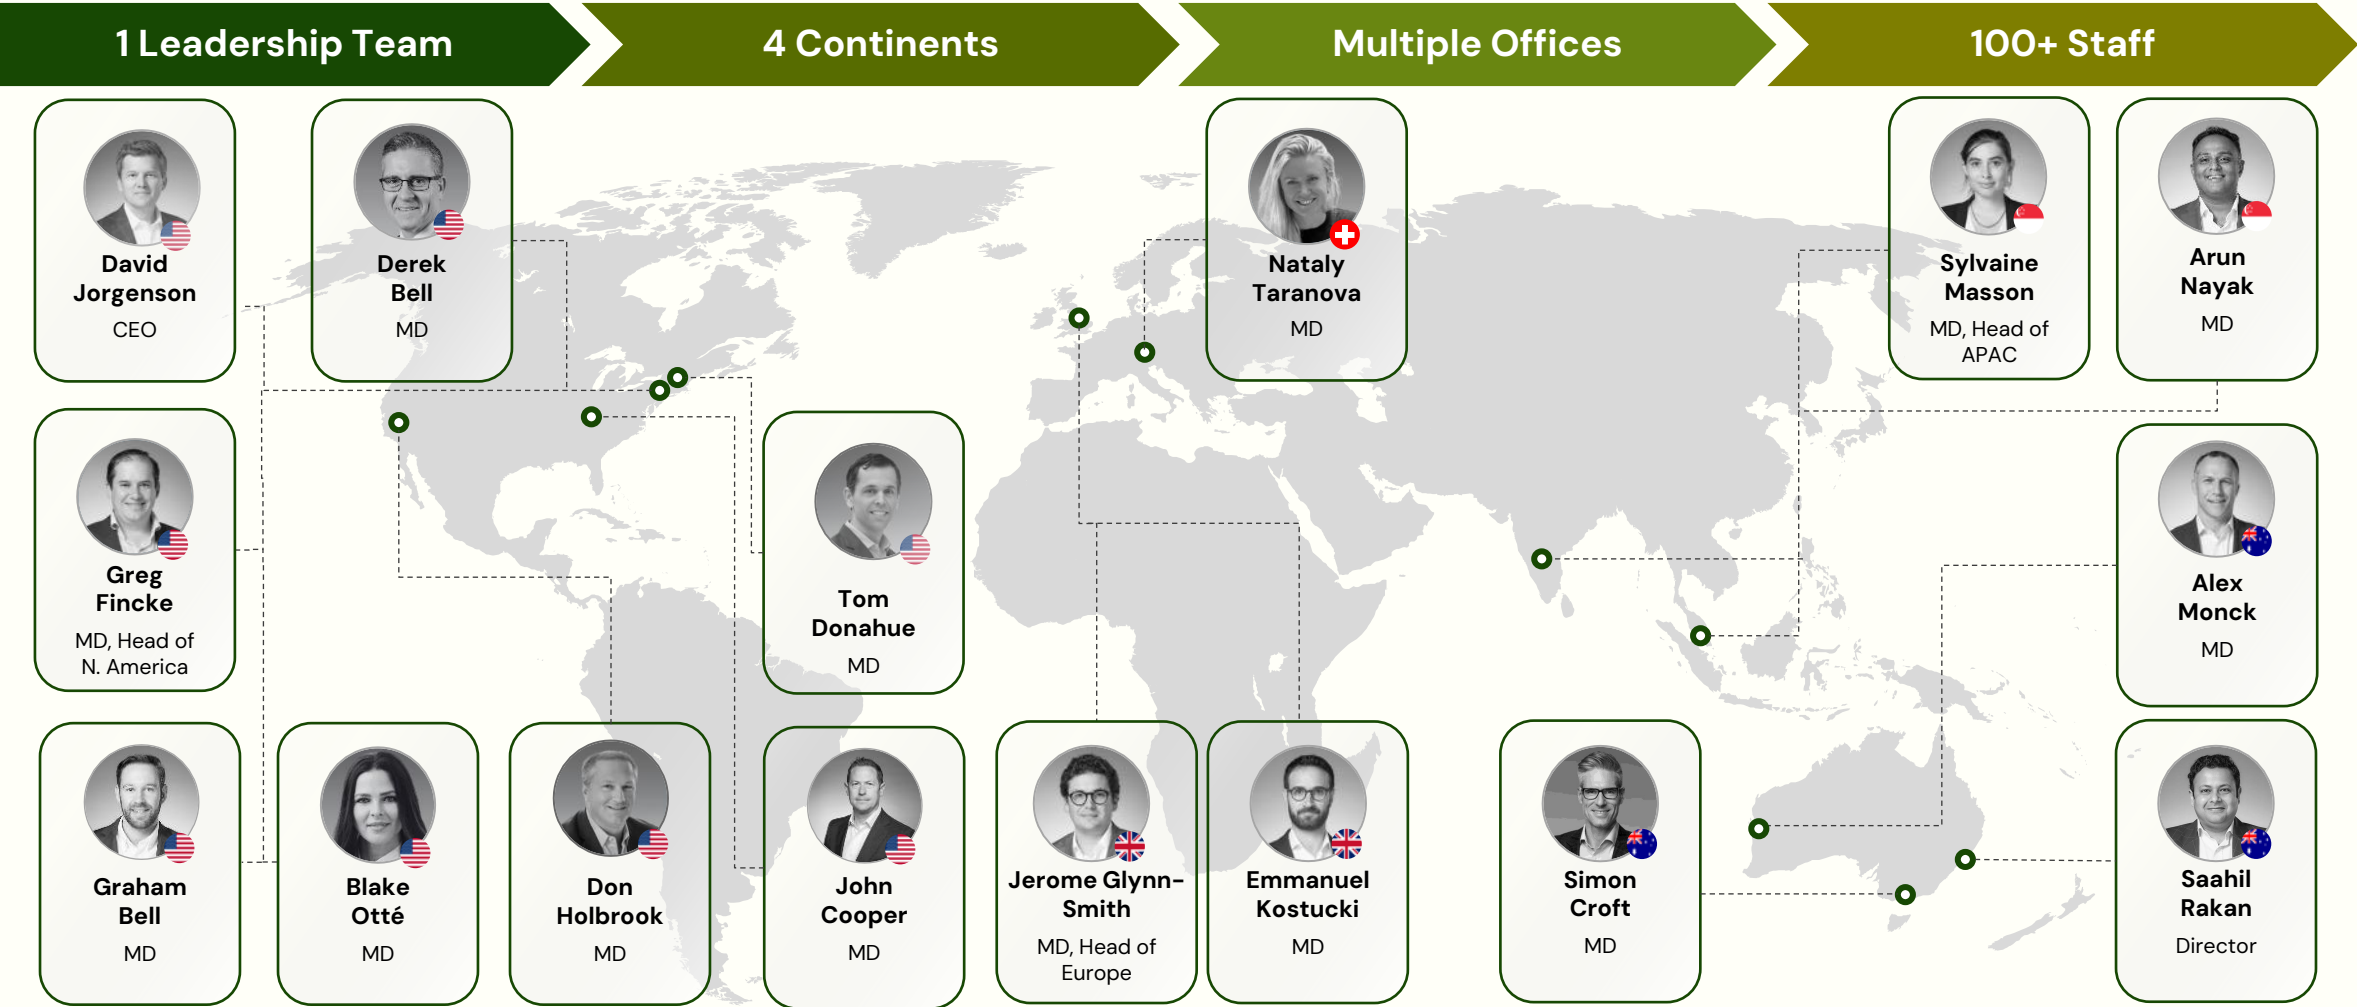 1 Leadership Team
4 Continents
Multiple Offices
100+ Staff
David
Jorgenson
CEO
Derek
Bell
MD
Nataly
Taranova
MD
Sylvaine
Masson
MD, Head of
APAC
Arun
Nayak
MD
Greg
Fincke
MD, Head of
N. America
Tom
Donahue
MD
Alex
Monck
MD
Graham
Bell
MD
Blake
Otté
MD
Don
Holbrook
MD
John
Cooper
MD
Jerome Glynn-
Smith
MD, Head of
Europe
Emmanuel
Kostucki
MD
Simon
Croft
MD
Saahil
Rakan
Director